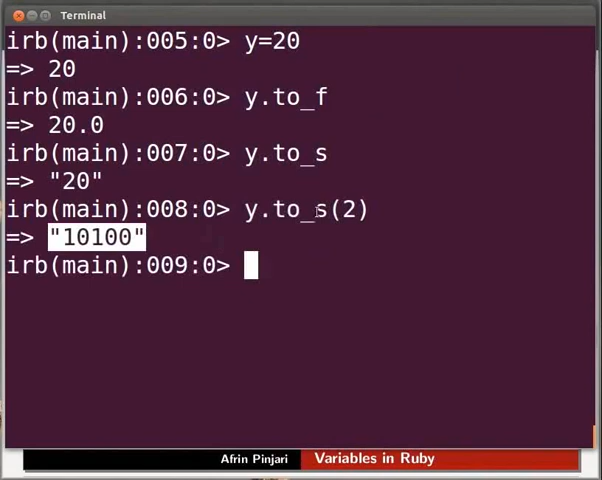 Terminal
irb(main):005:0> y=20
=> 20
irb(main):006:0> y.to_f
=> 20.0
irb(main):007:0> y.to_s
=> "20"
irb(main):008:0> y.to_s(2)
=> "10100"
irb(main):009:0>
Afrin Pinjari Variables in Ruby